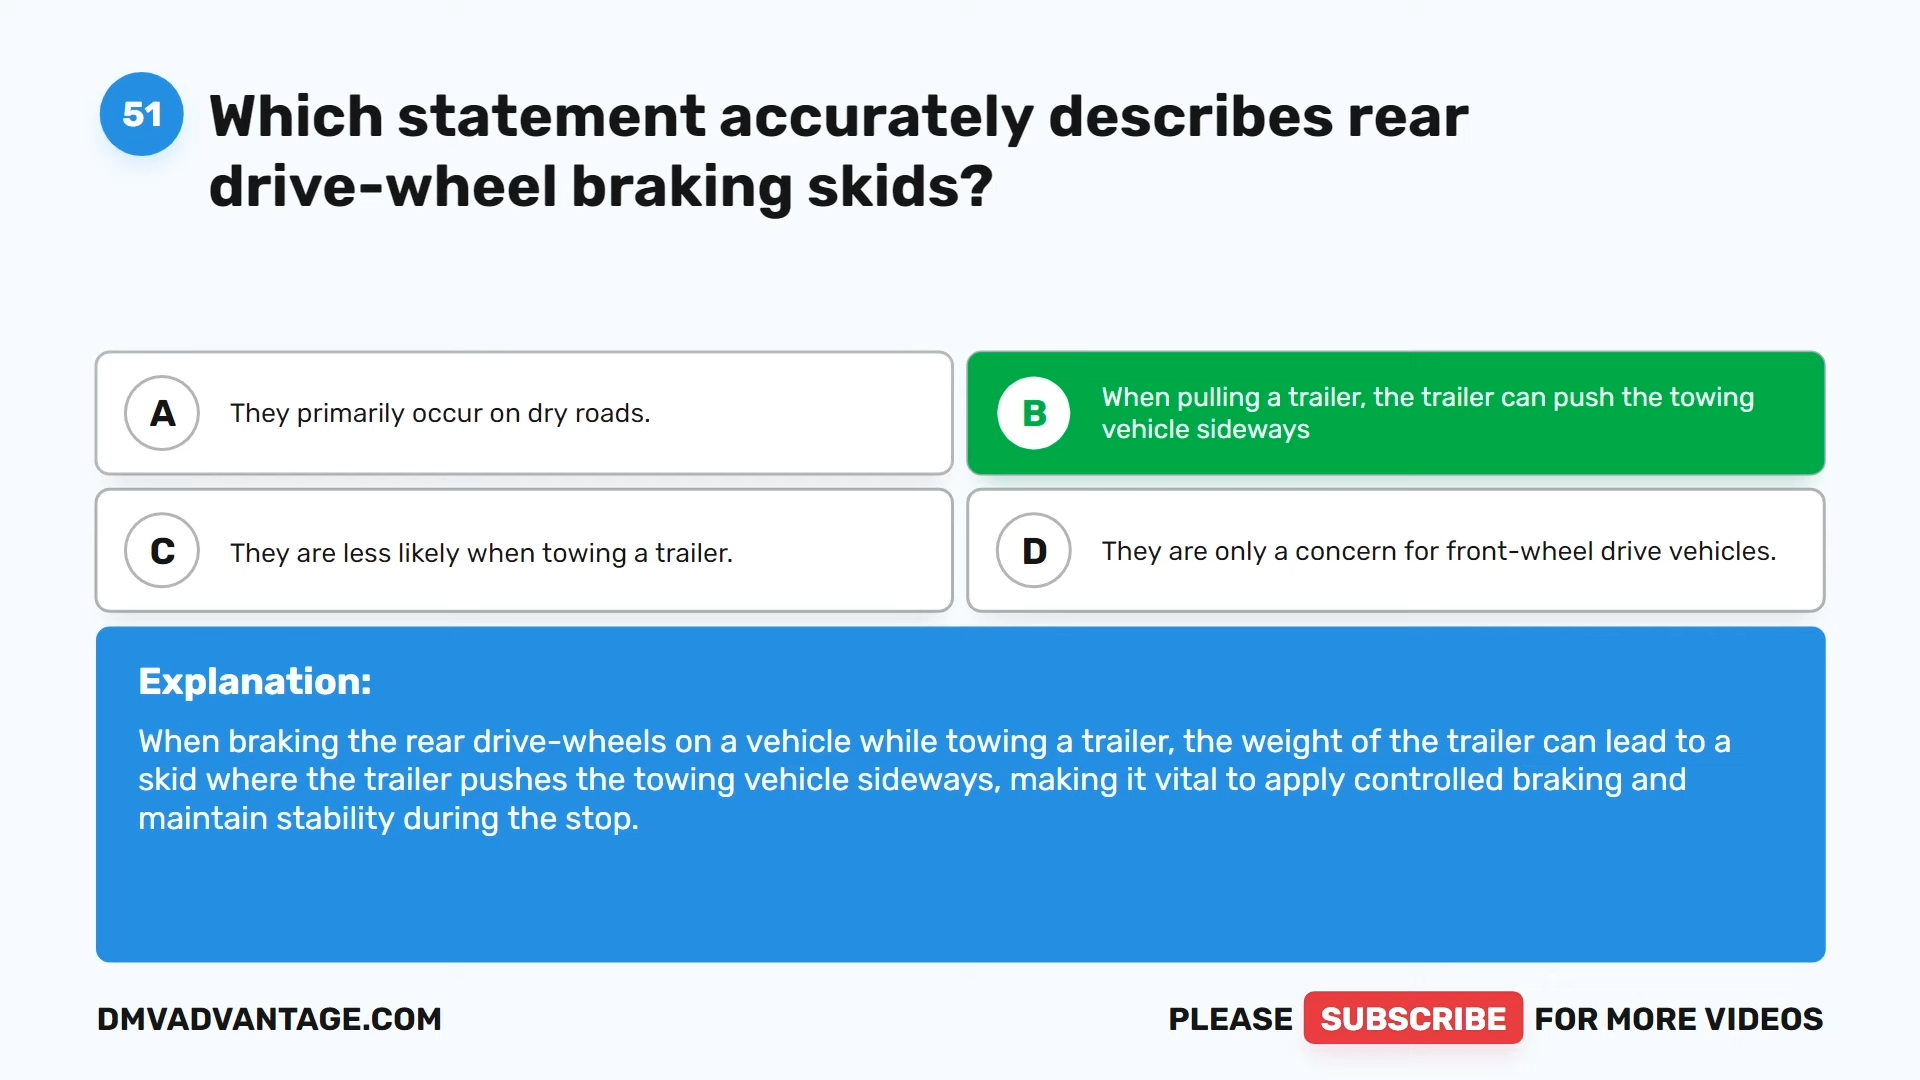 51
Which statement accurately describes rear
drive-wheel braking skids?
A
They primarily occur on dry roads.
B
When pulling a trailer, the trailer can push the towing
vehicle sideways
C
They are less likely when towing a trailer.
D
They are only a concern for front-wheel drive vehicles.
Explanation:
When braking the rear drive-wheels on a vehicle while towing a trailer, the weight of the trailer can lead to a
skid where the trailer pushes the towing vehicle sideways, making it vital to apply controlled braking and
maintain stability during the stop.
DMVADVANTAGE.COM
PLEASE SUBSCRIBE FOR MORE VIDEOS